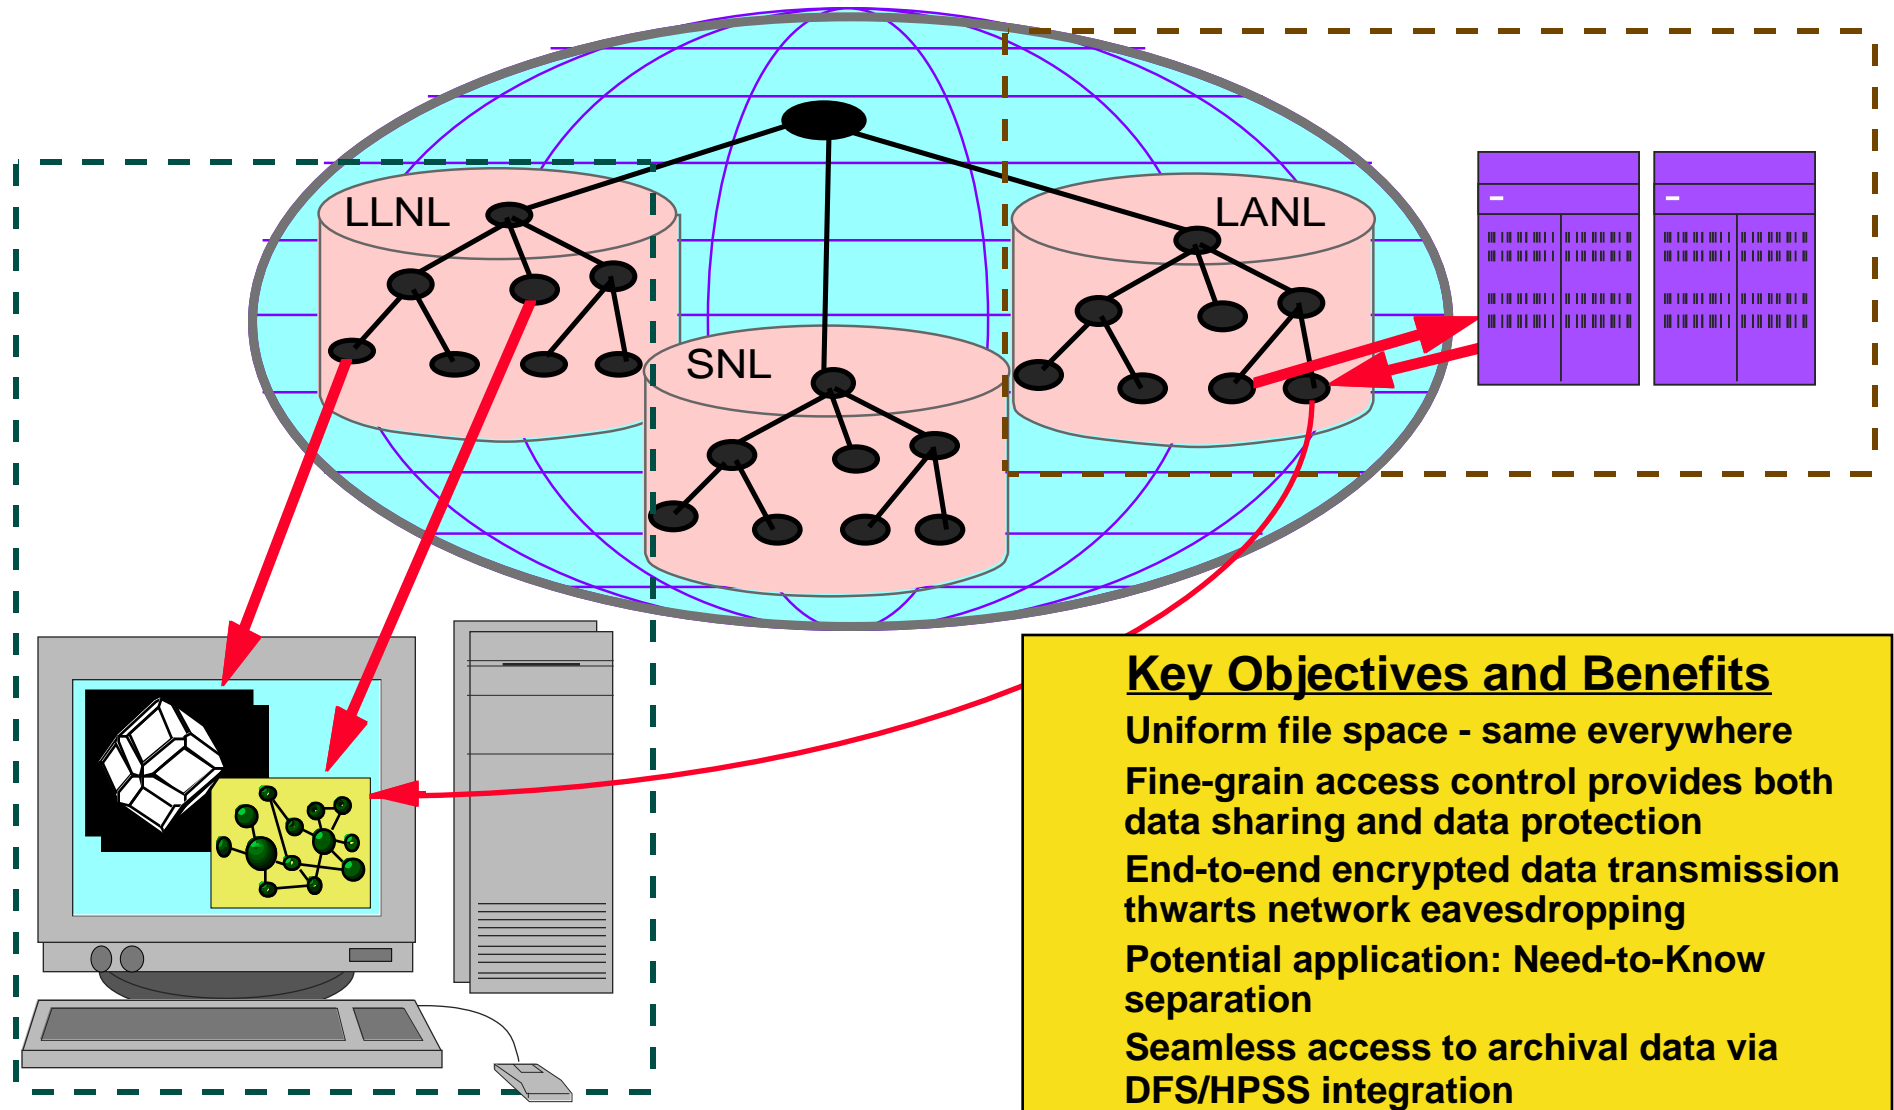 LLNL
LANL
SNL
Key Objectives and Benefits
Uniform file space - same everywhere
Fine-grain access control provides both
data sharing and data protection
End-to-end encrypted data transmission
thwarts network eavesdropping
Potential application: Need-to-Know
separation
Seamless access to archival data via
DFS/HPSS integration